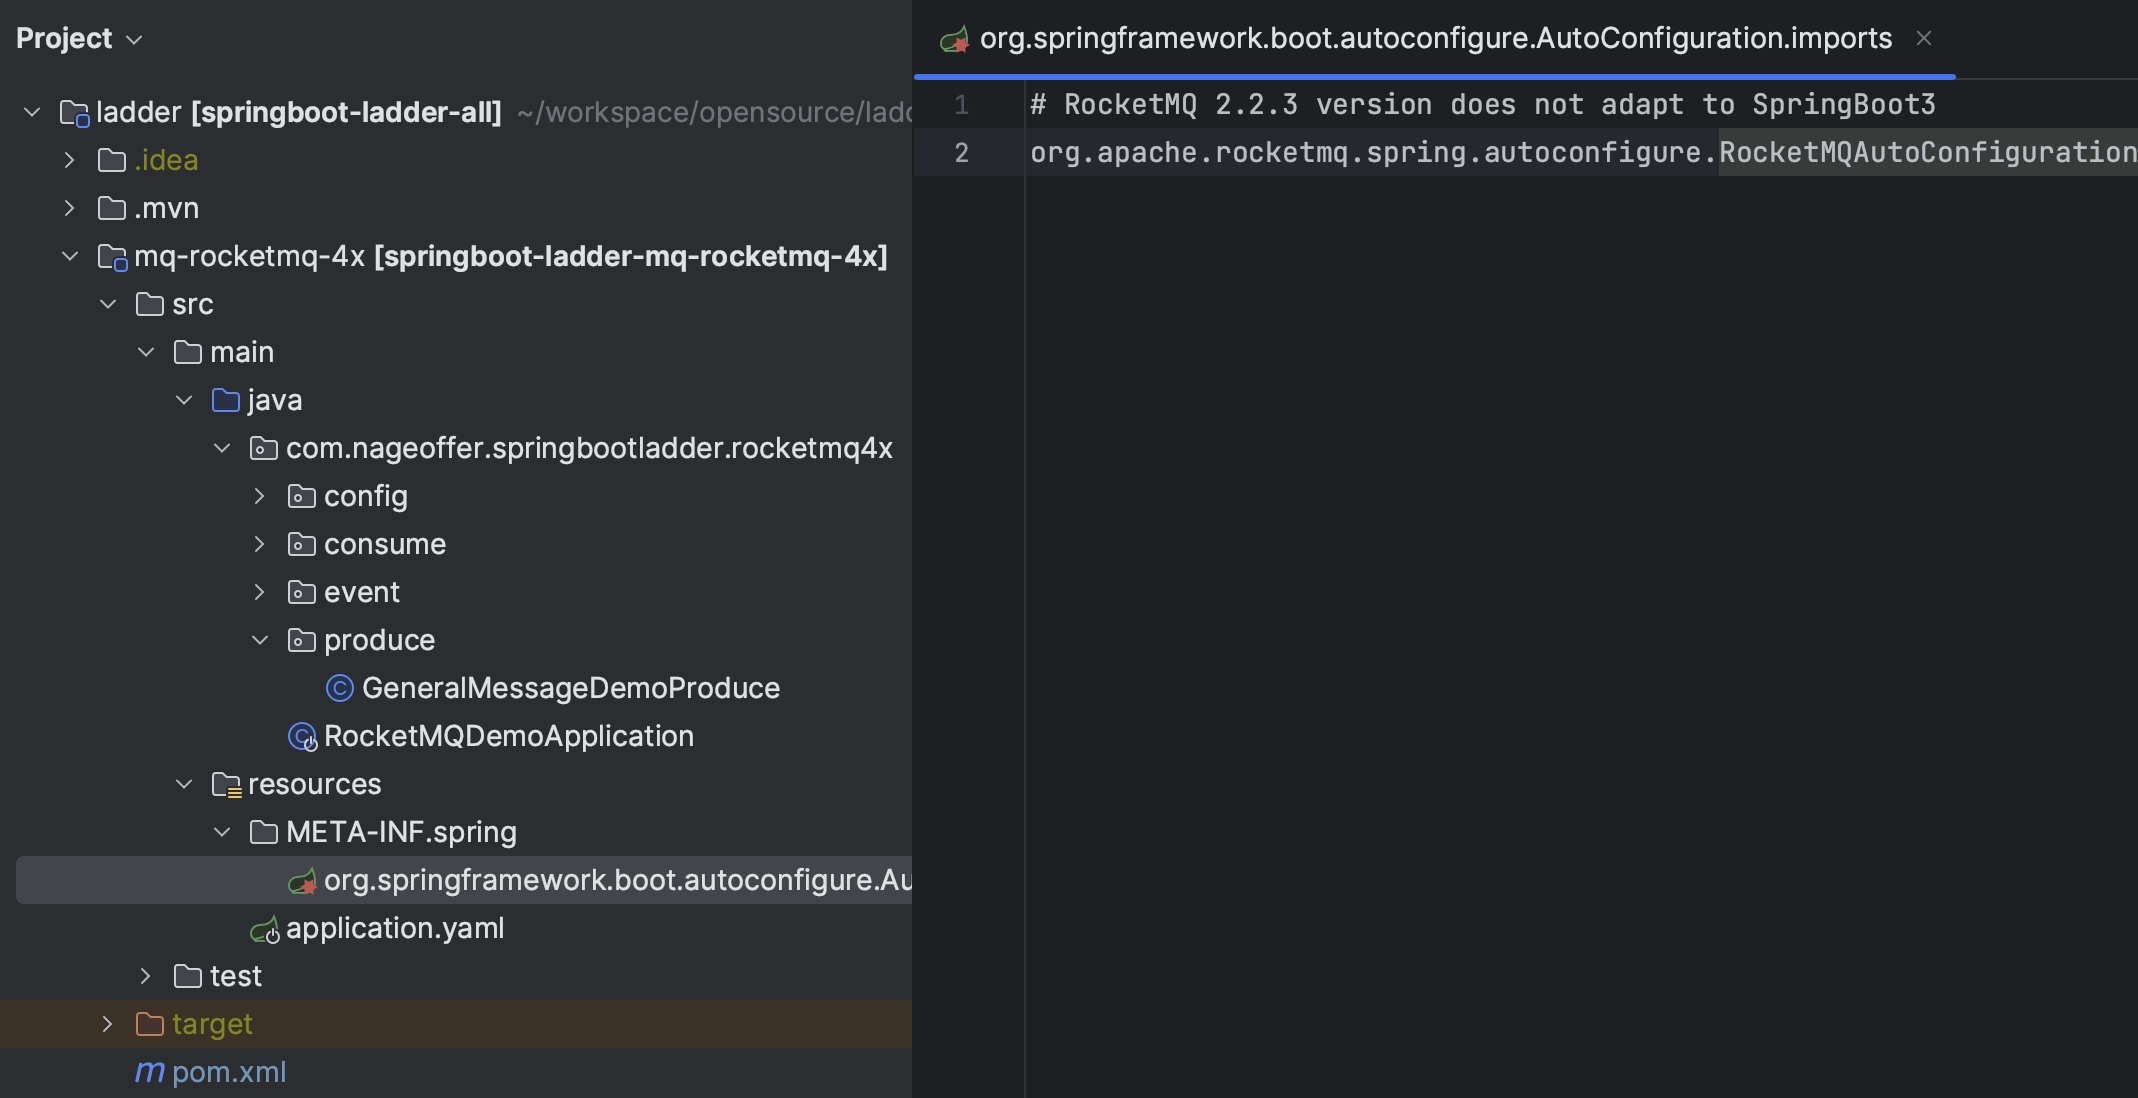 Project
ladder [springboot-ladder-all] ~/workspace/opensource/ladd
.idea
.mvn
mq-rocketmq-4x [springboot-ladder-mq-rocketmq-4x]
src
main
java
com.nageoffer.springbootladder.rocketmq4x
config
consume
event
produce
GeneralMessageDemoProduce
RocketMQDemoApplication
resources
META-INF.spring
org.springframework.boot.autoconfigure.Au
application.yaml
test
target
pom.xml
org.springframework.boot.autoconfigure.AutoConfiguration.imports
1 # RocketMQ 2.2.3 version does not adapt to SpringBoot3
2 org.apache.rocketmq.spring.autoconfigure.RocketMQAutoConfiguration